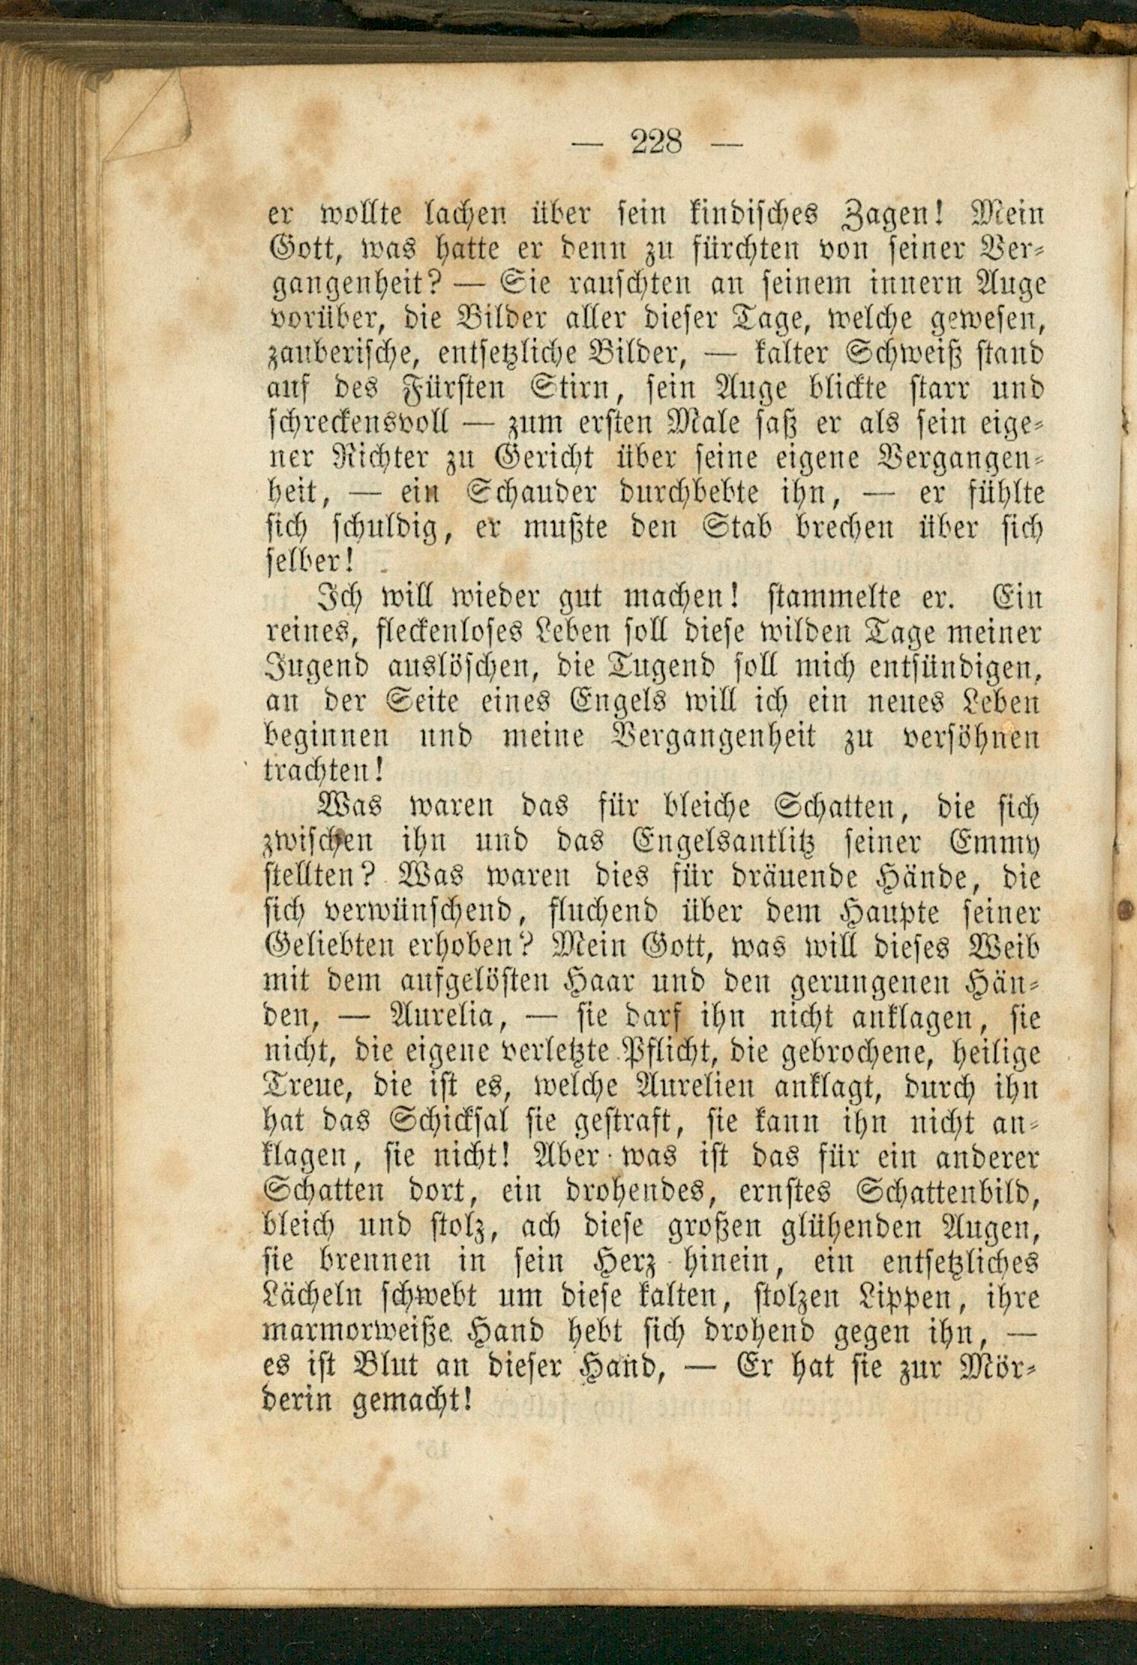 — 228 —
er wollte lachen über sein kindisches Zagen! Mein
Gott, was hatte er denn zu fürchten von seiner Ver-
gangenheit? — Sie rauschten an seinem innern Auge
vorüber, die Bilder aller dieser Tage, welche gewesen,
zauberische, entsetzliche Bilder, — kalter Schweiß stand
auf des Fürsten Stirn, sein Auge blickte starr und
schreckensvoll — zum ersten Male saß er als sein eige-
ner Richter zu Gericht über seine eigene Vergangen-
heit, — ein Schauder durchbebte ihn, — er fühlte
sich schuldig, er mußte den Stab brechen über sich
selber!
Ich will wieder gut machen! stammelte er. Ein
reines, fleckenloses Leben soll diese wilden Tage meiner
Jugend auslöschen, die Tugend soll mich entsündigen,
an der Seite eines Engels will ich ein neues Leben
beginnen und meine Vergangenheit zu versöhnen
trachten!
Was waren das für bleiche Schatten, die sich
zwischen ihn und das Engelsantlitz seiner Emmy
stellten? Was waren dies für dräuende Hände, die
sich verwünschend, fluchend über dem Haupte seiner
Geliebten erhoben? Mein Gott, was will dieses Weib
mit dem aufgelösten Haar und den gerungenen Hän-
den, — Aurelia, — sie darf ihn nicht anklagen, sie
nicht, die eigene verletzte Pflicht, die gebrochene, heilige
Treue, die ist es, welche Aurelien anklagt, durch ihn
hat das Schicksal sie gestraft, sie kann ihn nicht an-
klagen, sie nicht! Aber was ist das für ein anderer
Schatten dort, ein drohendes, ernstes Schattenbild,
bleich und stolz, ach diese großen glühenden Augen,
sie brennen in sein Herz hinein, ein entsetzliches
Lächeln schwebt um diese kalten, stolzen Lippen, ihre
marmorweiße Hand hebt sich drohend gegen ihn, —
es ist Blut an dieser Hand, — Er hat sie zur Mör-
derin gemacht!